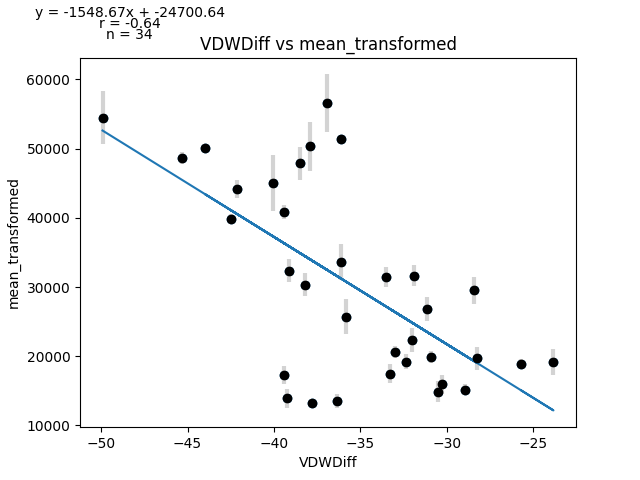 y = -1548.67x + -24700.64
r = -0.64
n = 34
VDWDiff vs mean_transformed
60000
50000
40000
30000
20000
10000
mean_transformed
−50
−45
−40
−35
−30
−25
VDWDiff